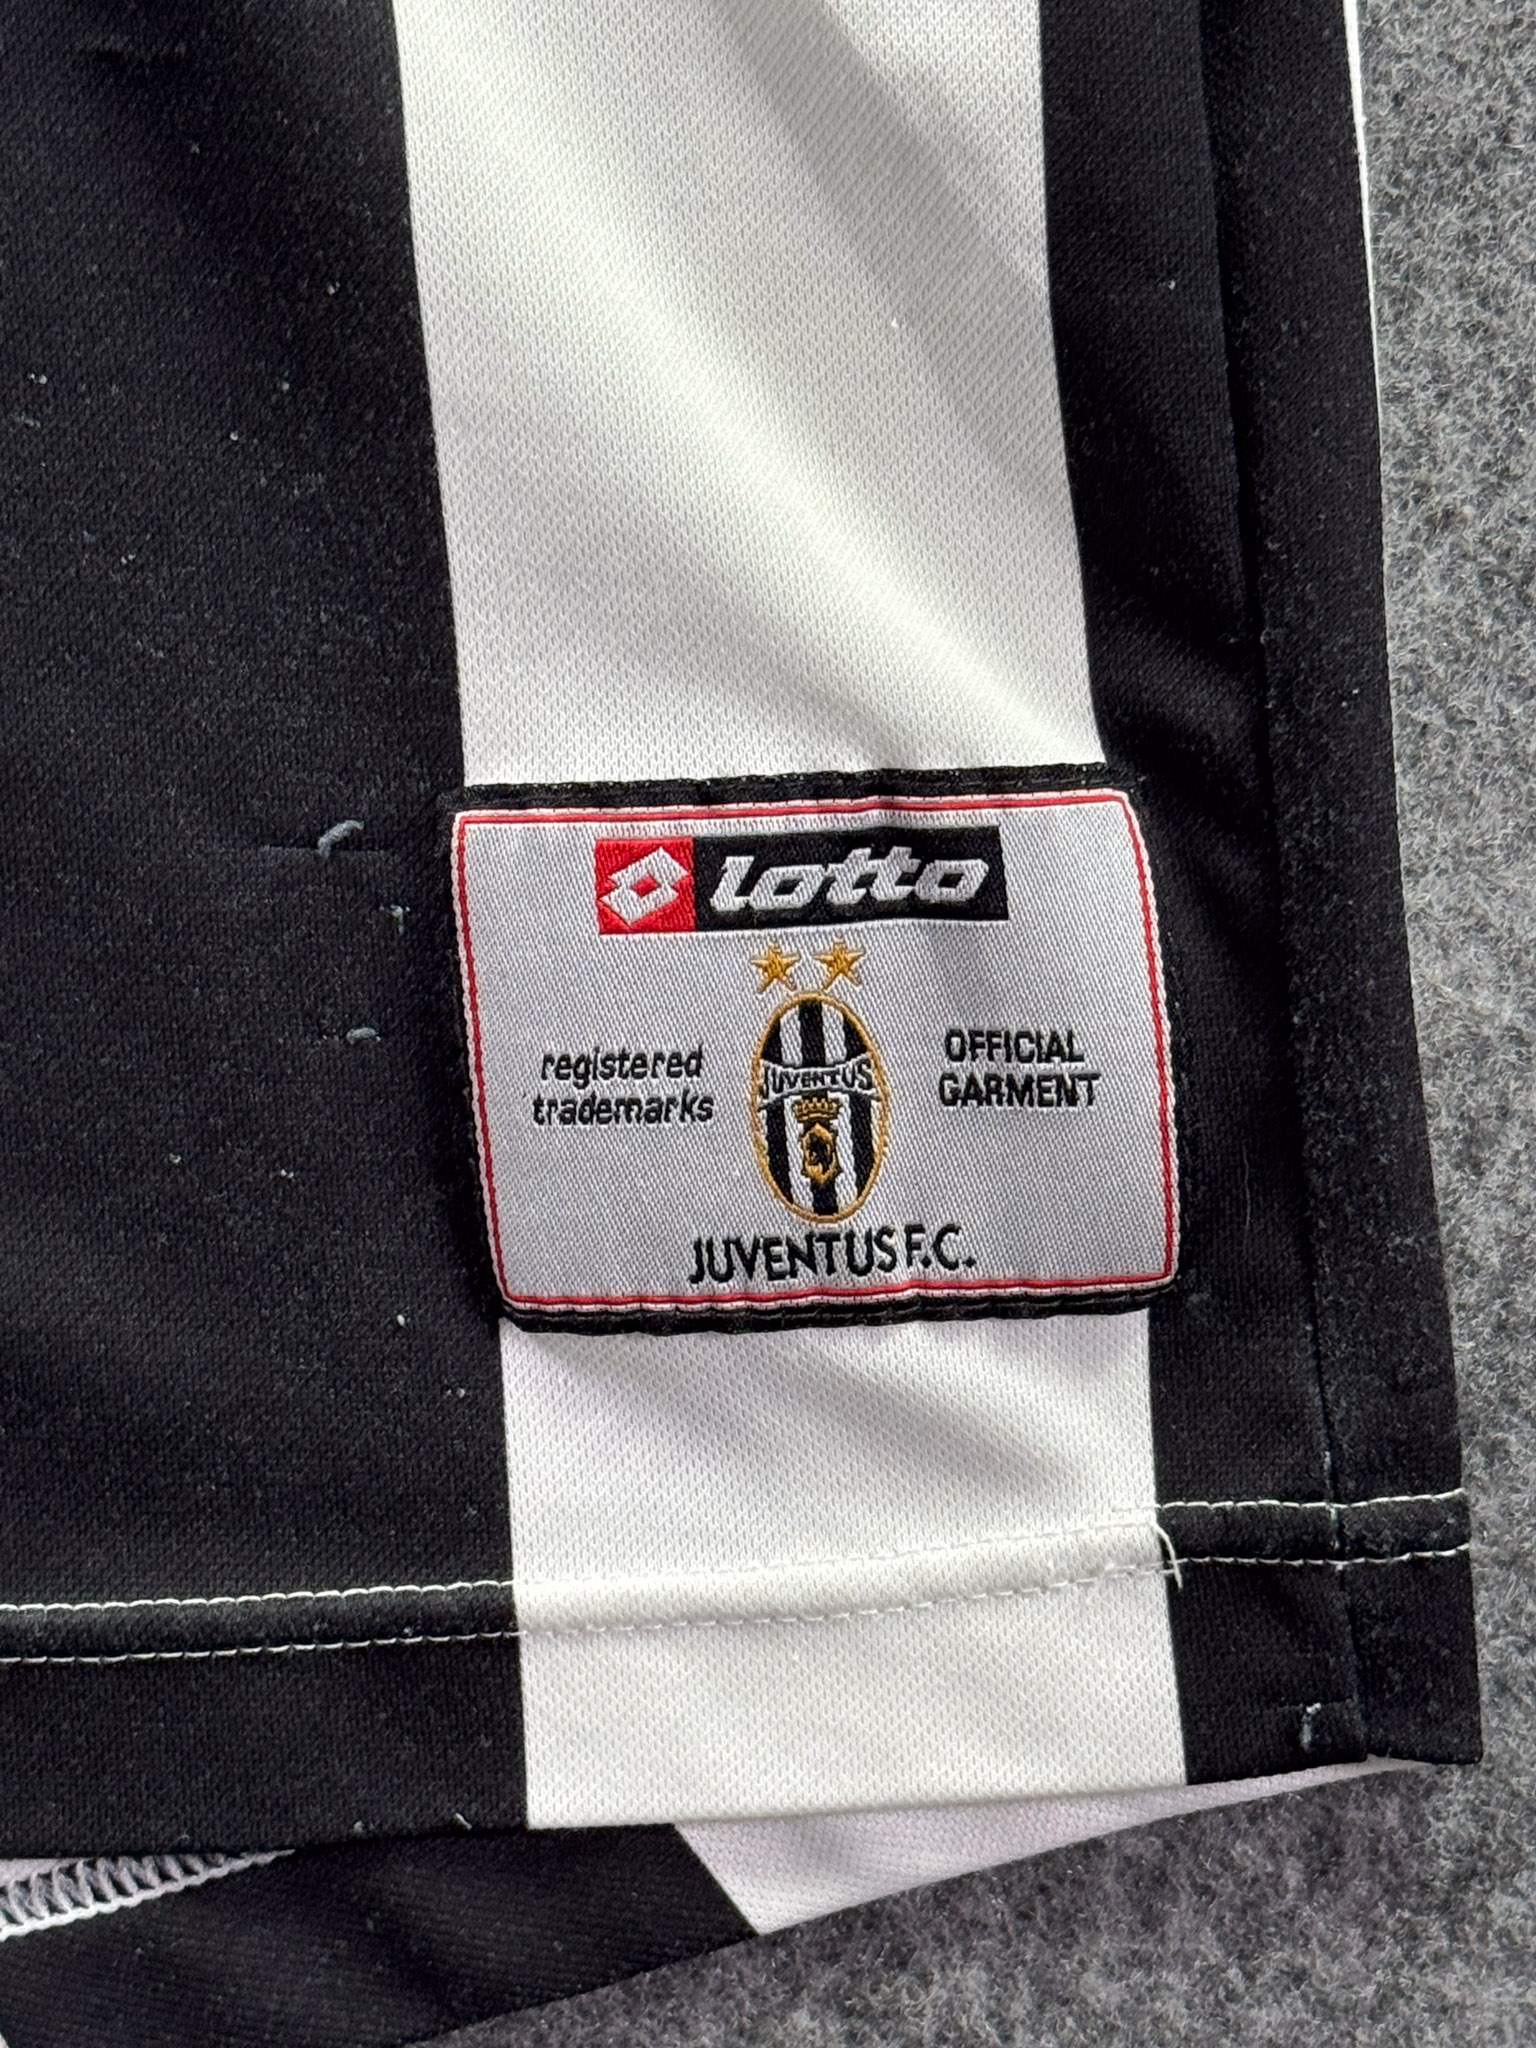 lotto
registered
trademarks
JUVENTUS
OFFICIAL
GARMENT
JUVENTUS F.C.